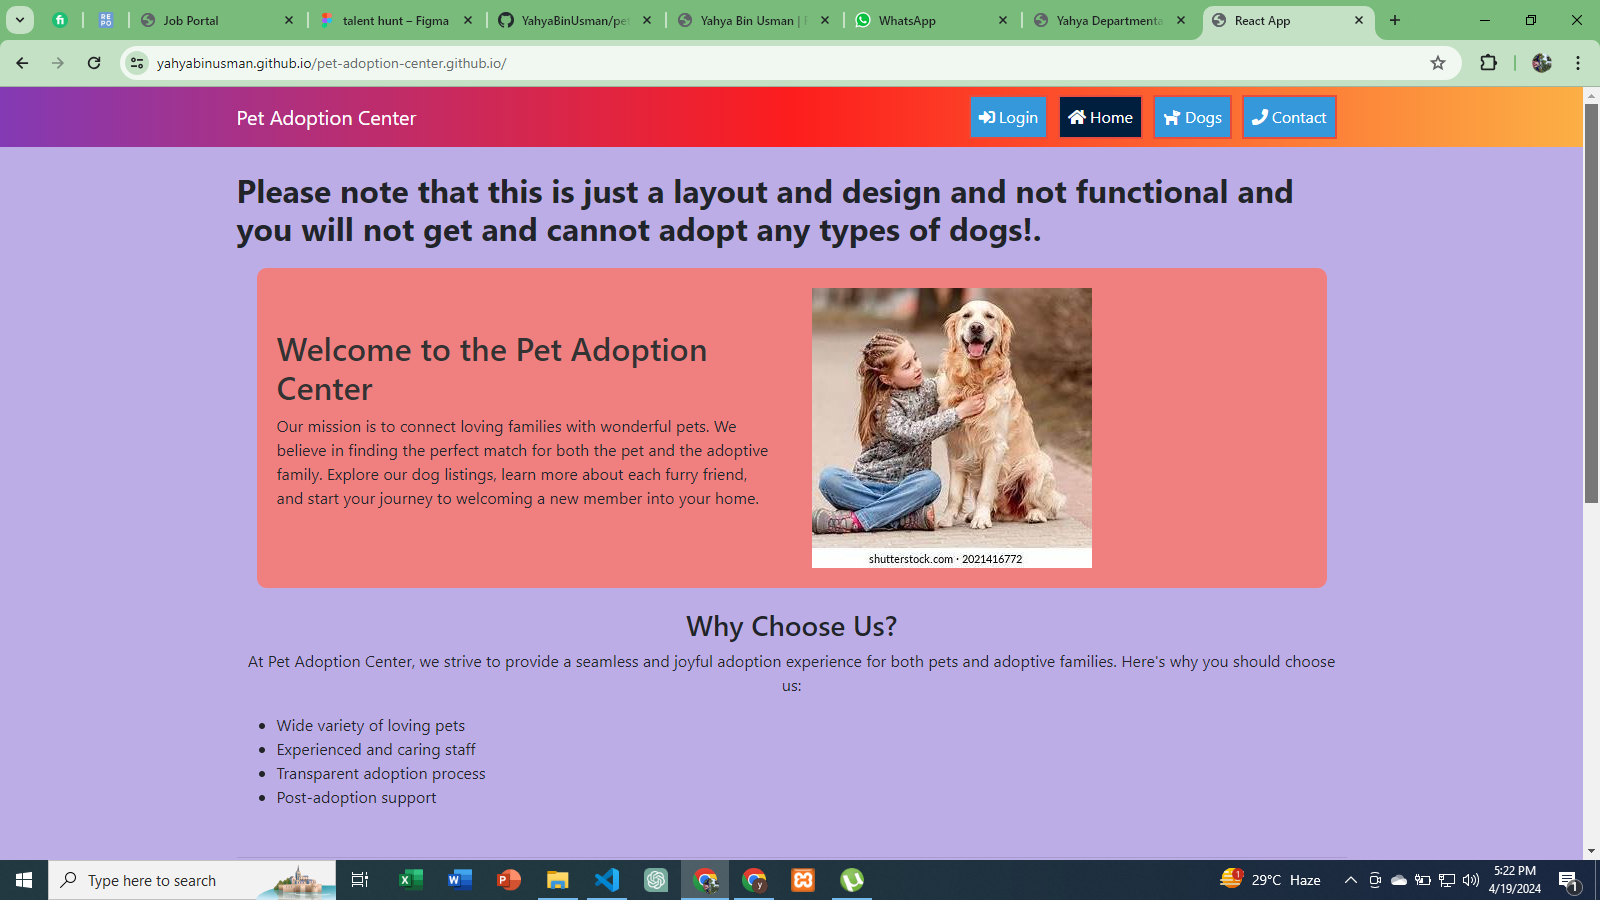 fi
RE
PO
Job Portal
talent hunt – Figma
YahyaBinUsman/pet
Yahya Bin Usman |
WhatsApp
Yahya Departmenta
React App
yahyabinusman.github.io/pet-adoption-center.github.io/
Pet Adoption Center
Login
Home
Dogs
Contact
Please note that this is just a layout and design and not functional and
you will not get and cannot adopt any types of dogs!.
Welcome to the Pet Adoption
Center
Our mission is to connect loving families with wonderful pets. We
believe in finding the perfect match for both the pet and the adoptive
family. Explore our dog listings, learn more about each furry friend,
and start your journey to welcoming a new member into your home.
shutterstock.com · 2021416772
Why Choose Us?
At Pet Adoption Center, we strive to provide a seamless and joyful adoption experience for both pets and adoptive families. Here's why you should choose
us:
Wide variety of loving pets
Experienced and caring staff
Transparent adoption process
Post-adoption support
Type here to search
1
29°C Haze
5:22 PM
4/19/2024
1